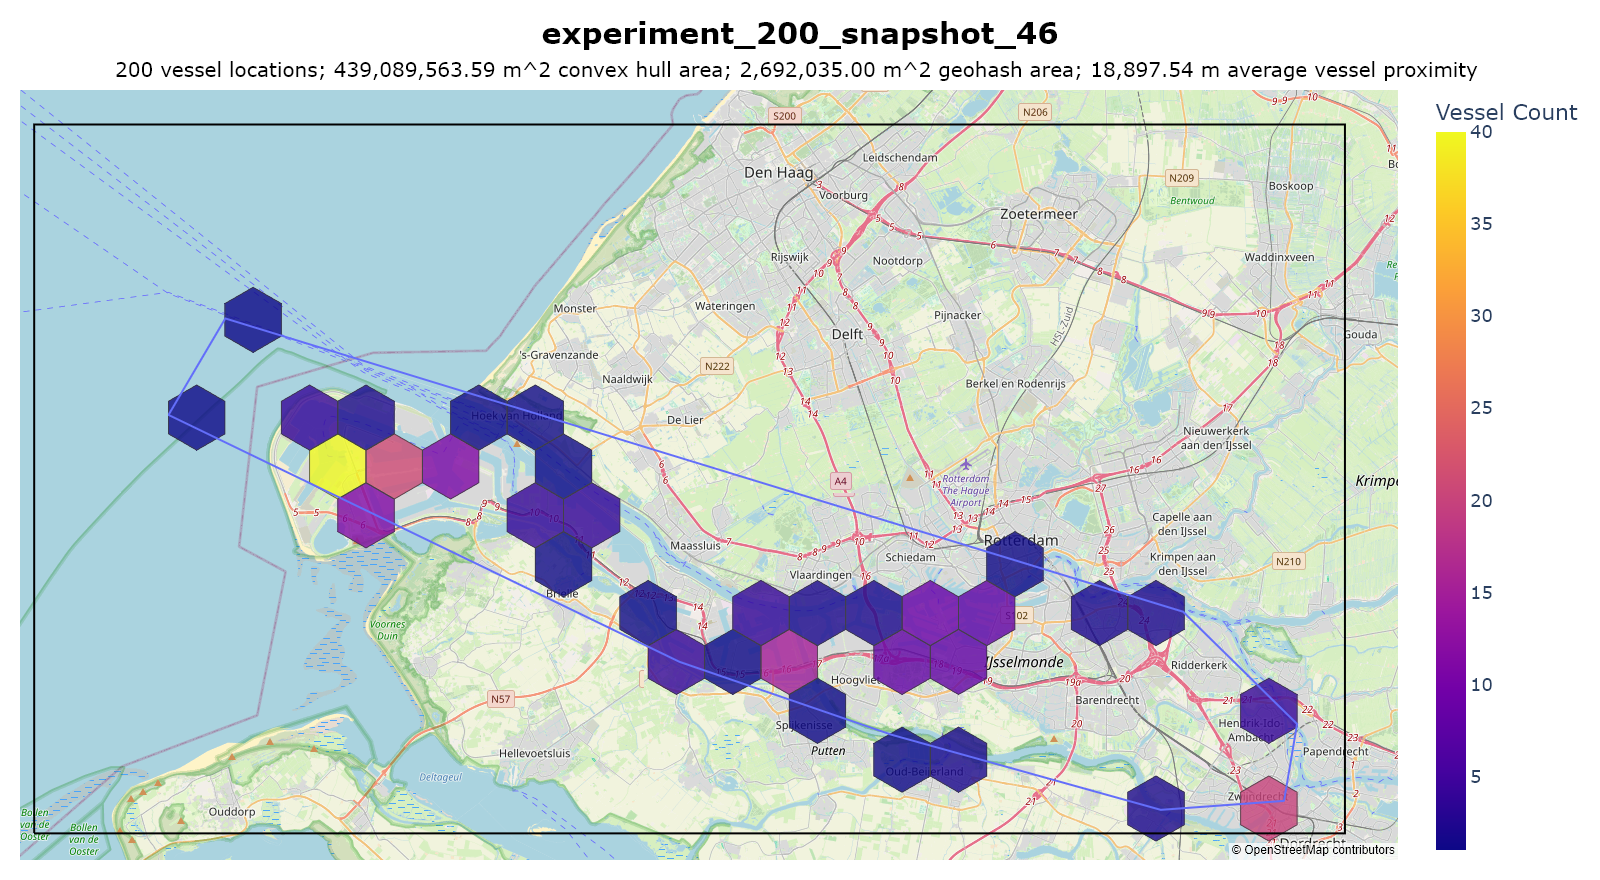 experiment_200_snapshot_46
200 vessel locations; 439,089,563.59 m^2 convex hull area; 2,692,035.00 m^2 geohash area; 18,897.54 m average vessel proximity
Vessel Count
40
35
30
25
20
15
10
5
S200
N206
Leidschendam
Den Haag
Voorburg
N209
Boskoop
Bentwoud
Zoetermeer
Rijswijk
Nootdorp
Waddinxveen
Monster
Wateringen
Pijnacker
HSL-Zuid
Delft
Gouda
's-Gravenzande
N222
Naaldwijk
Berkel en Rodenrijs
Hoek van Holland
De Lier
Nieuwerkerk
aan den IJssel
A4
Rotterdam
The Hague
Airport
Capelle aan
den IJssel
Maassluis
Rotterdam
Schiedam
Krimpen aan
den IJssel
N210
Vlaardingen
Brielle
Voornes
Duin
S102
IJsselmonde
Ridderkerk
Hoogvliet
N57
Barendrecht
Spijkenisse
Hendrik-Ido-
Ambacht
Putten
Hellevoetsluis
Papendrecht
Oud-Beijerland
Deltageul
Zwijndrecht
Ouddorp
Bollen
van de
Ooster
Bollen
van de
Ooster
Dordrecht
© OpenStreetMap contributors